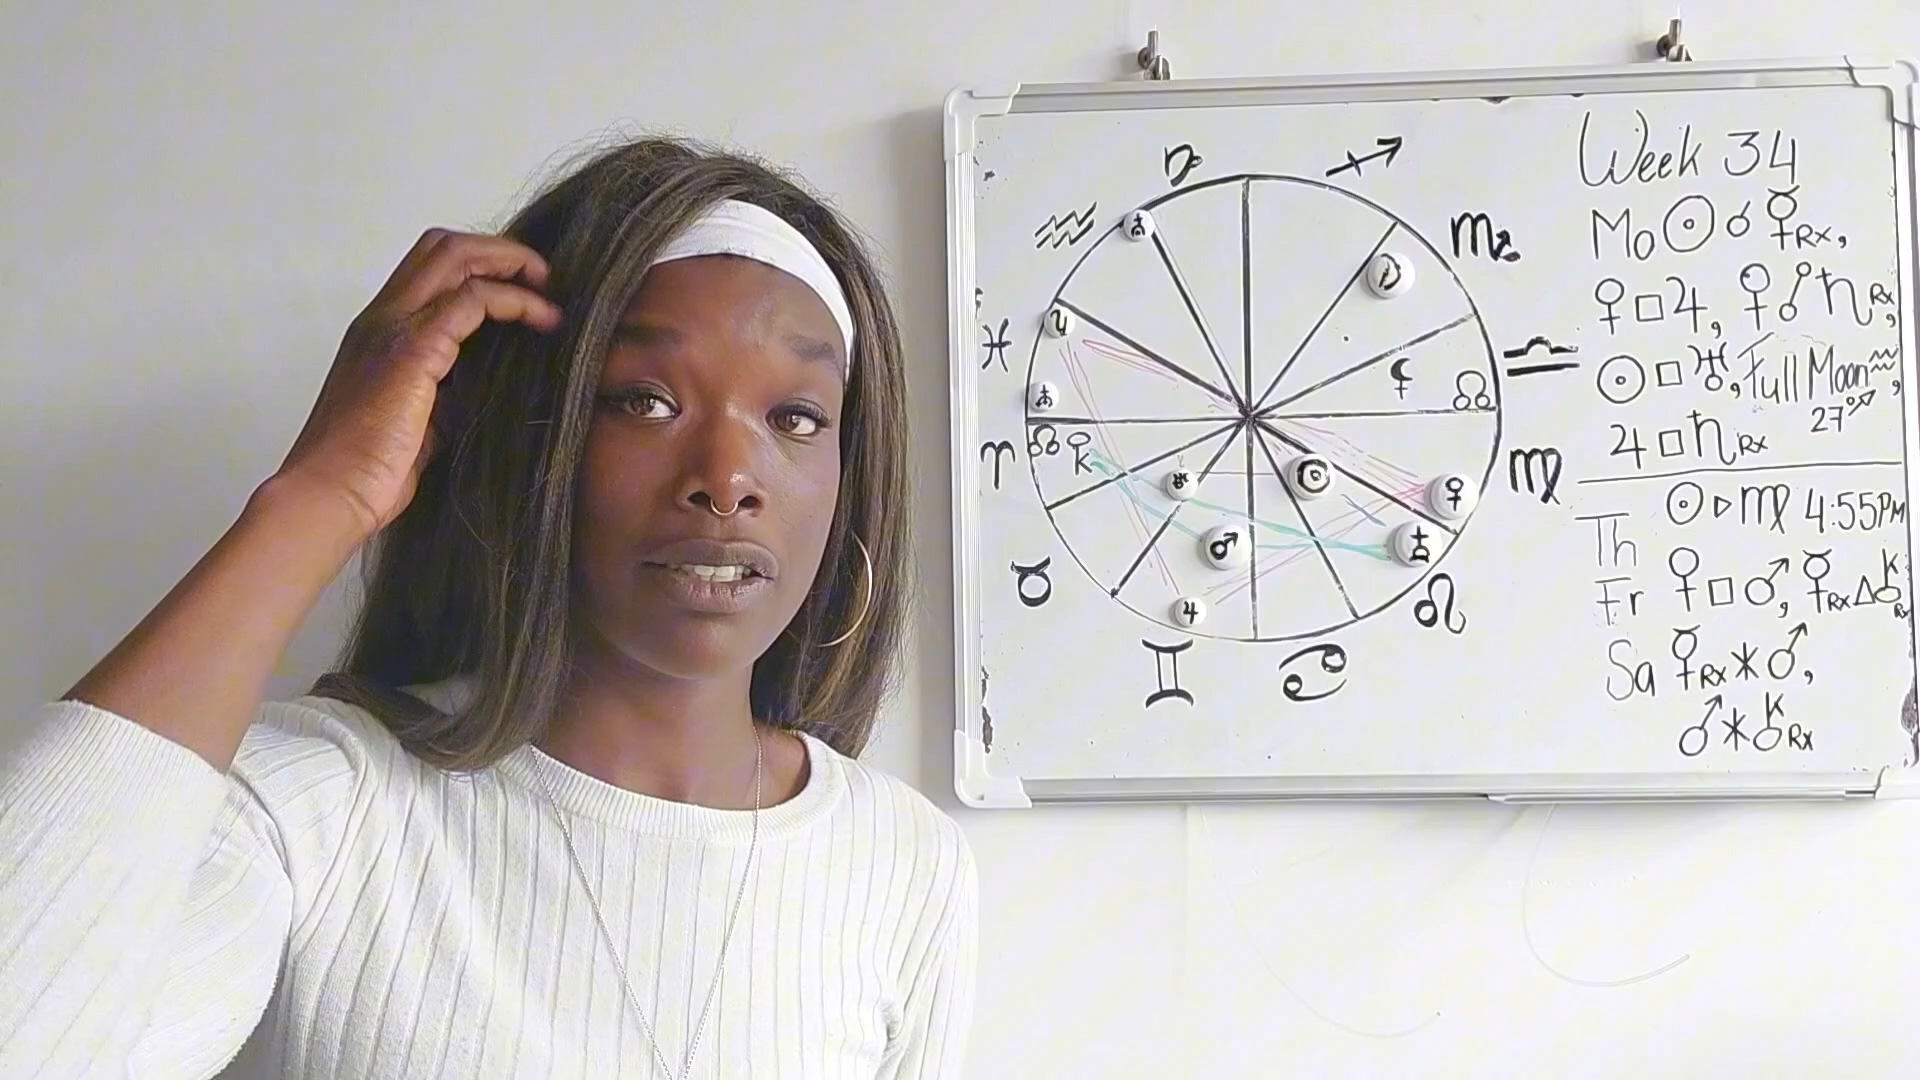 Week 34
Mo ☉ ☌ ☿Rx,
♀ □ ♃, ♀ ☍ ♄Rx,
☉ □ ♅, Full Moon ♒,
27°
♃ □ ♄Rx
☉ ▷ ♍ 4:55PM
Th
Fr ♀ □ ♂, ☿Rx △ ⚷Rx
Sa ☿Rx ⚹ ♂,
♂ ⚹ ⚷Rx
♑ ♐
♒ ♏
♓ ♎
♈ ♍
♉ ♌
♊ ♋